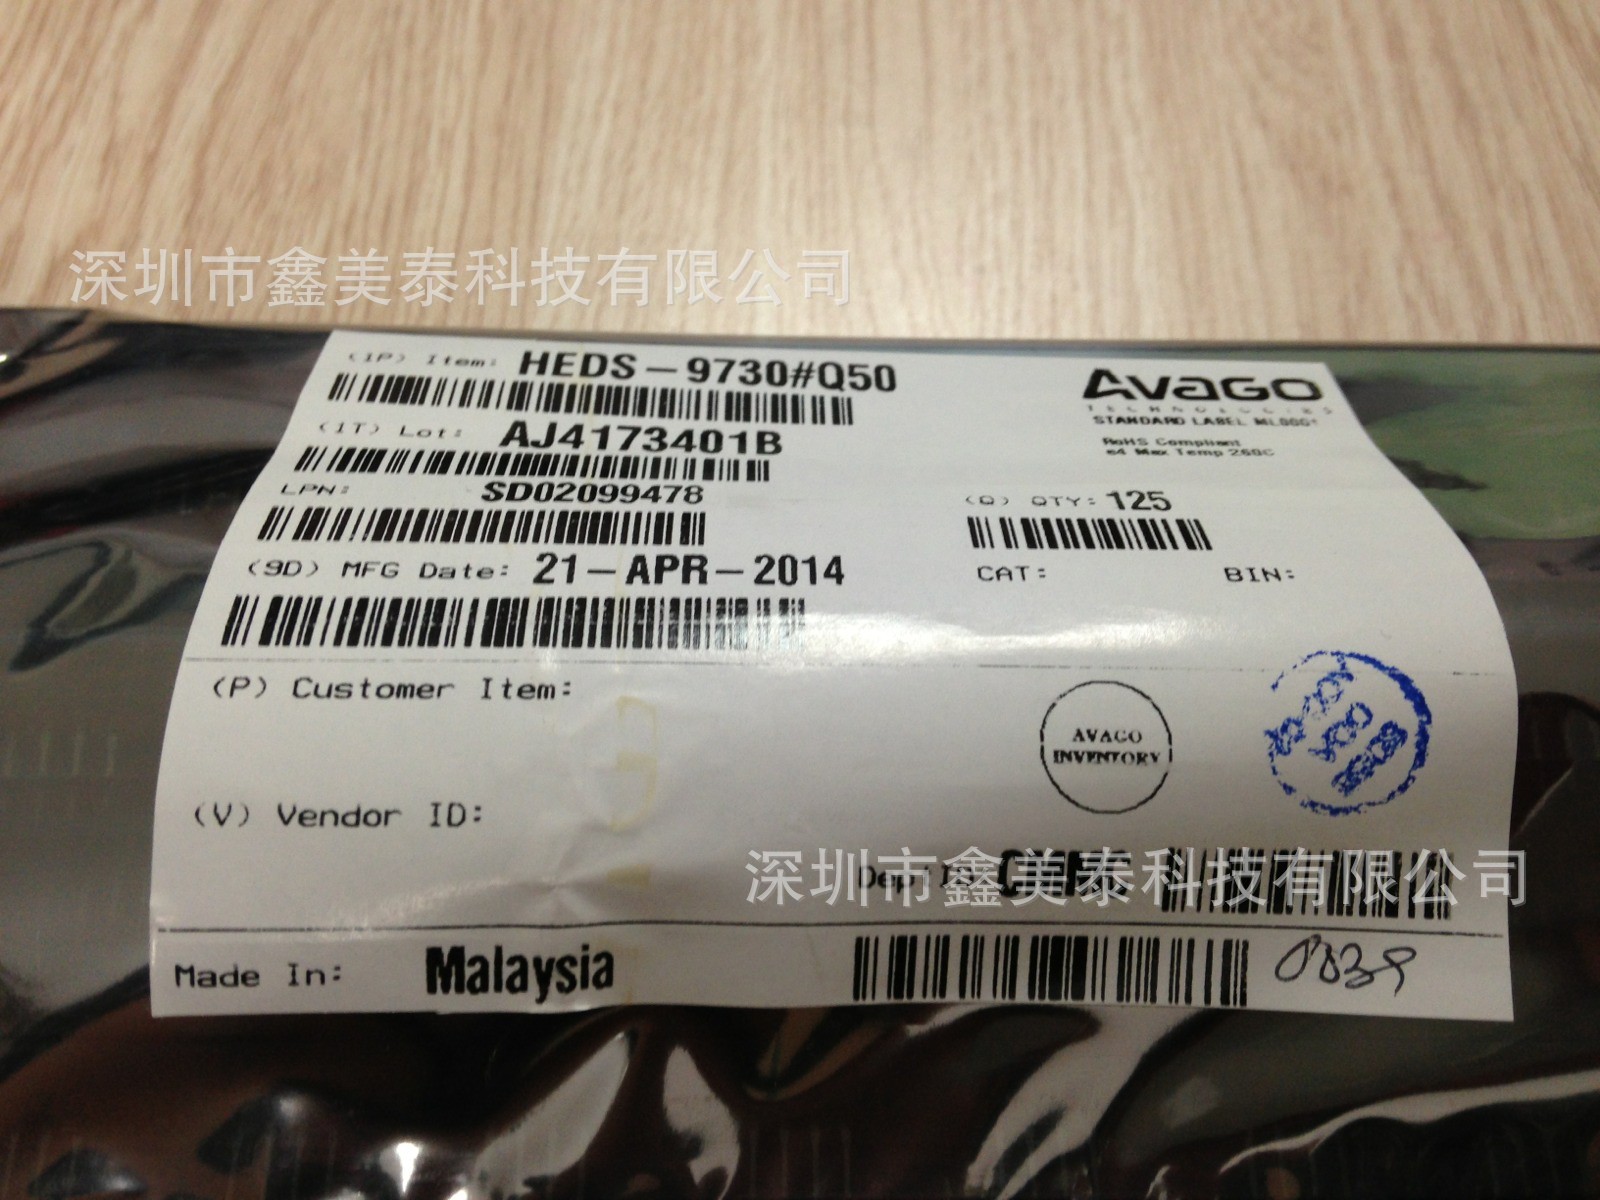 深圳市鑫美泰科技有限公司
(1P) Item: HEDS-9730#Q50
AVAGO
TECHNOLOGIES
STANDARD LABEL
(1T) Lot: AJ4173401B
RoHS Compliant
e4 Max Temp 260C
LPN: SD02099478
(Q) QTY: 125
(9D) MFG Date: 21-APR-2014
CAT: BIN:
(P) Customer Item:
AVAGO
INVENTORY
(V) Vendor ID:
深圳市鑫美泰科技有限公司
Made In: Malaysia